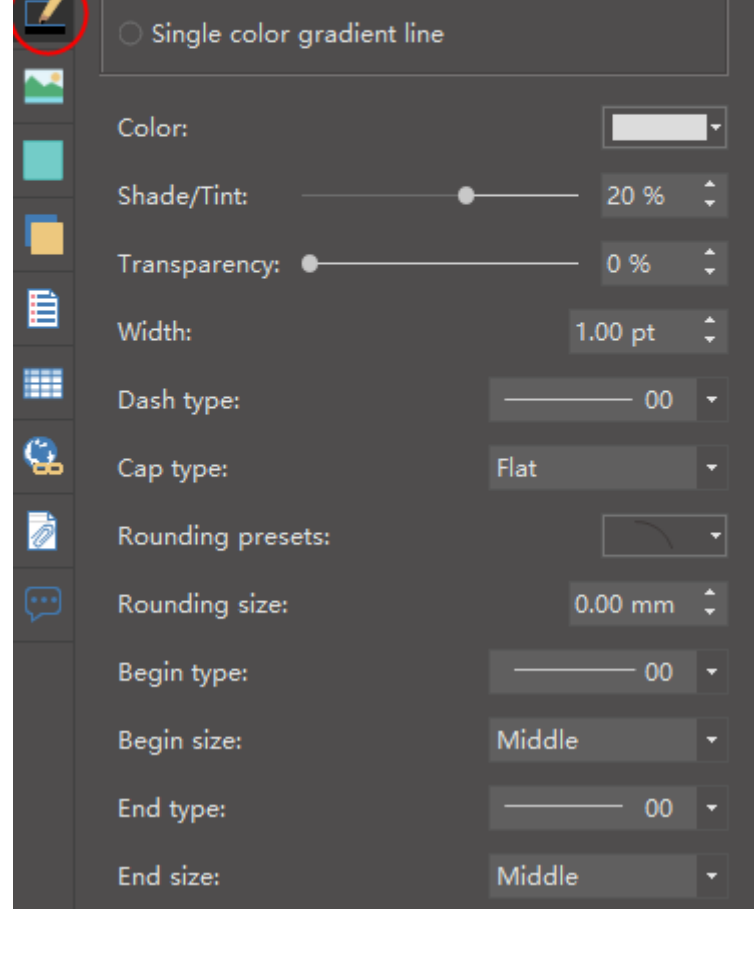 Single color gradient line
Color:
Shade/Tint: 20 %
Transparency: 0 %
Width: 1.00 pt
Dash type: 00
Cap type: Flat
Rounding presets:
Rounding size: 0.00 mm
Begin type: 00
Begin size: Middle
End type: 00
End size: Middle